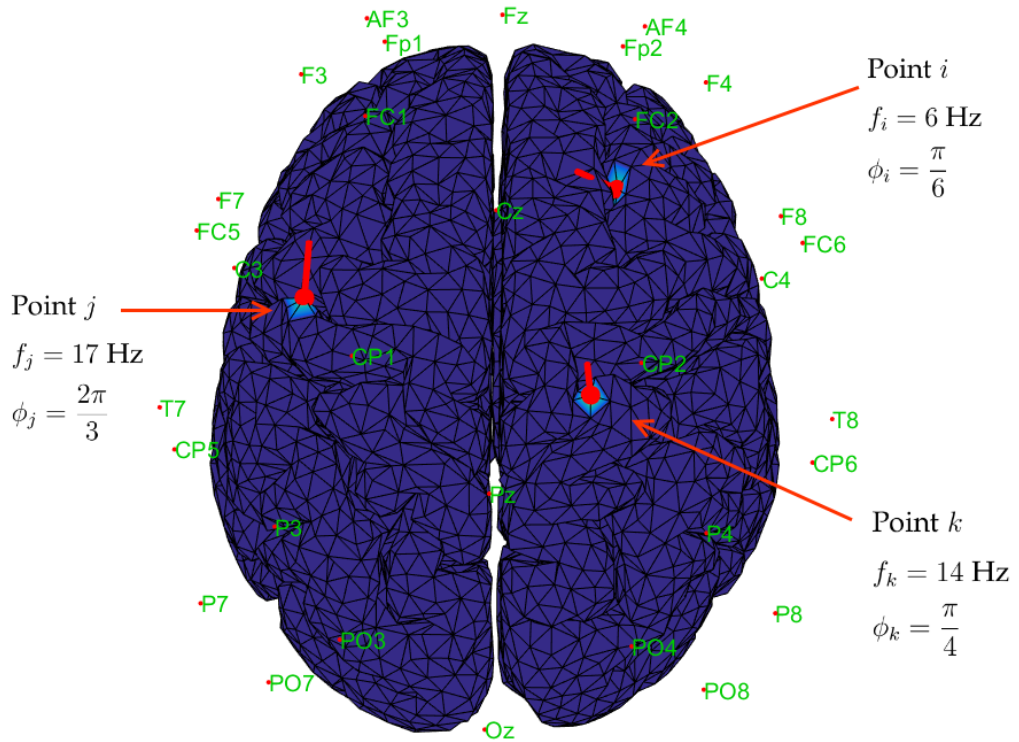 AF3
Fz
AF4
Fp1
Fp2
F3
F4
Point i
f_i = 6 Hz
ϕ_i = π/6
FC1
FC2
F7
Cz
F8
FC5
FC6
C3
C4
Point j
f_j = 17 Hz
ϕ_j = 2π/3
CP1
CP2
T7
T8
CP5
CP6
Pz
P3
P4
Point k
f_k = 14 Hz
ϕ_k = π/4
P7
P8
PO3
PO4
PO7
PO8
Oz